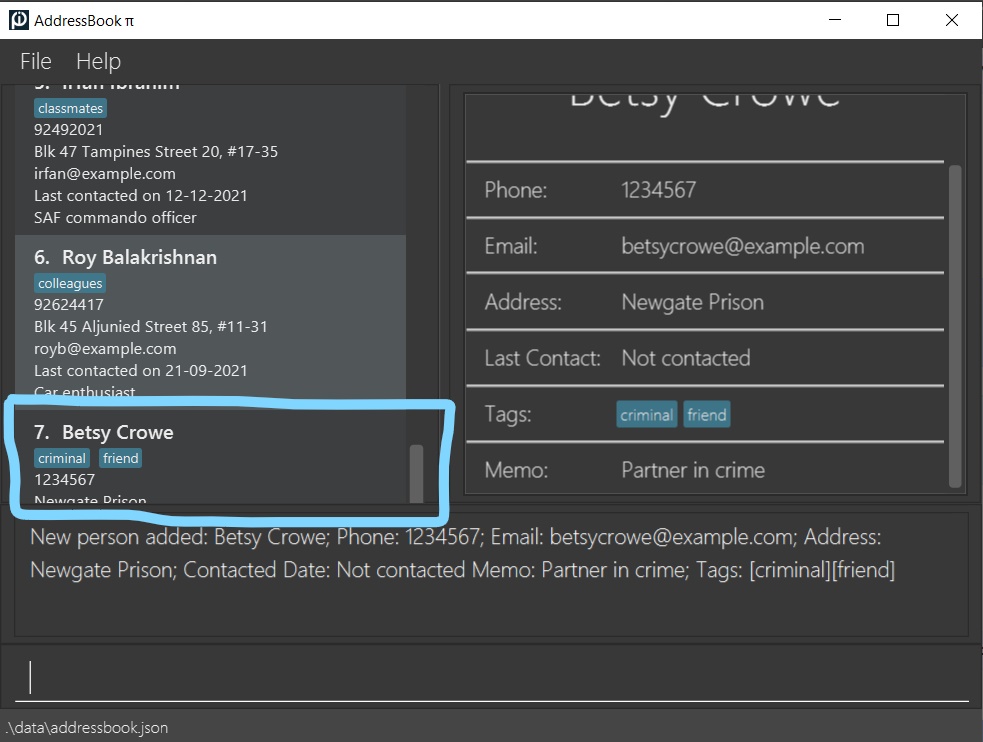 AddressBook π
File Help
5. Irfan Ibrahim
classmates
92492021
Blk 47 Tampines Street 20, #17-35
irfan@example.com
Last contacted on 12-12-2021
SAF commando officer
6. Roy Balakrishnan
colleagues
92624417
Blk 45 Aljunied Street 85, #11-31
royb@example.com
Last contacted on 21-09-2021
Car enthusiast
7. Betsy Crowe
criminal friend
1234567
Newgate Prison
Betsy Crowe
Phone: 1234567
Email: betsycrowe@example.com
Address: Newgate Prison
Last Contact: Not contacted
Tags: criminal friend
Memo: Partner in crime
New person added: Betsy Crowe; Phone: 1234567; Email: betsycrowe@example.com; Address:
Newgate Prison; Contacted Date: Not contacted Memo: Partner in crime; Tags: [criminal][friend]
.\data\addressbook.json